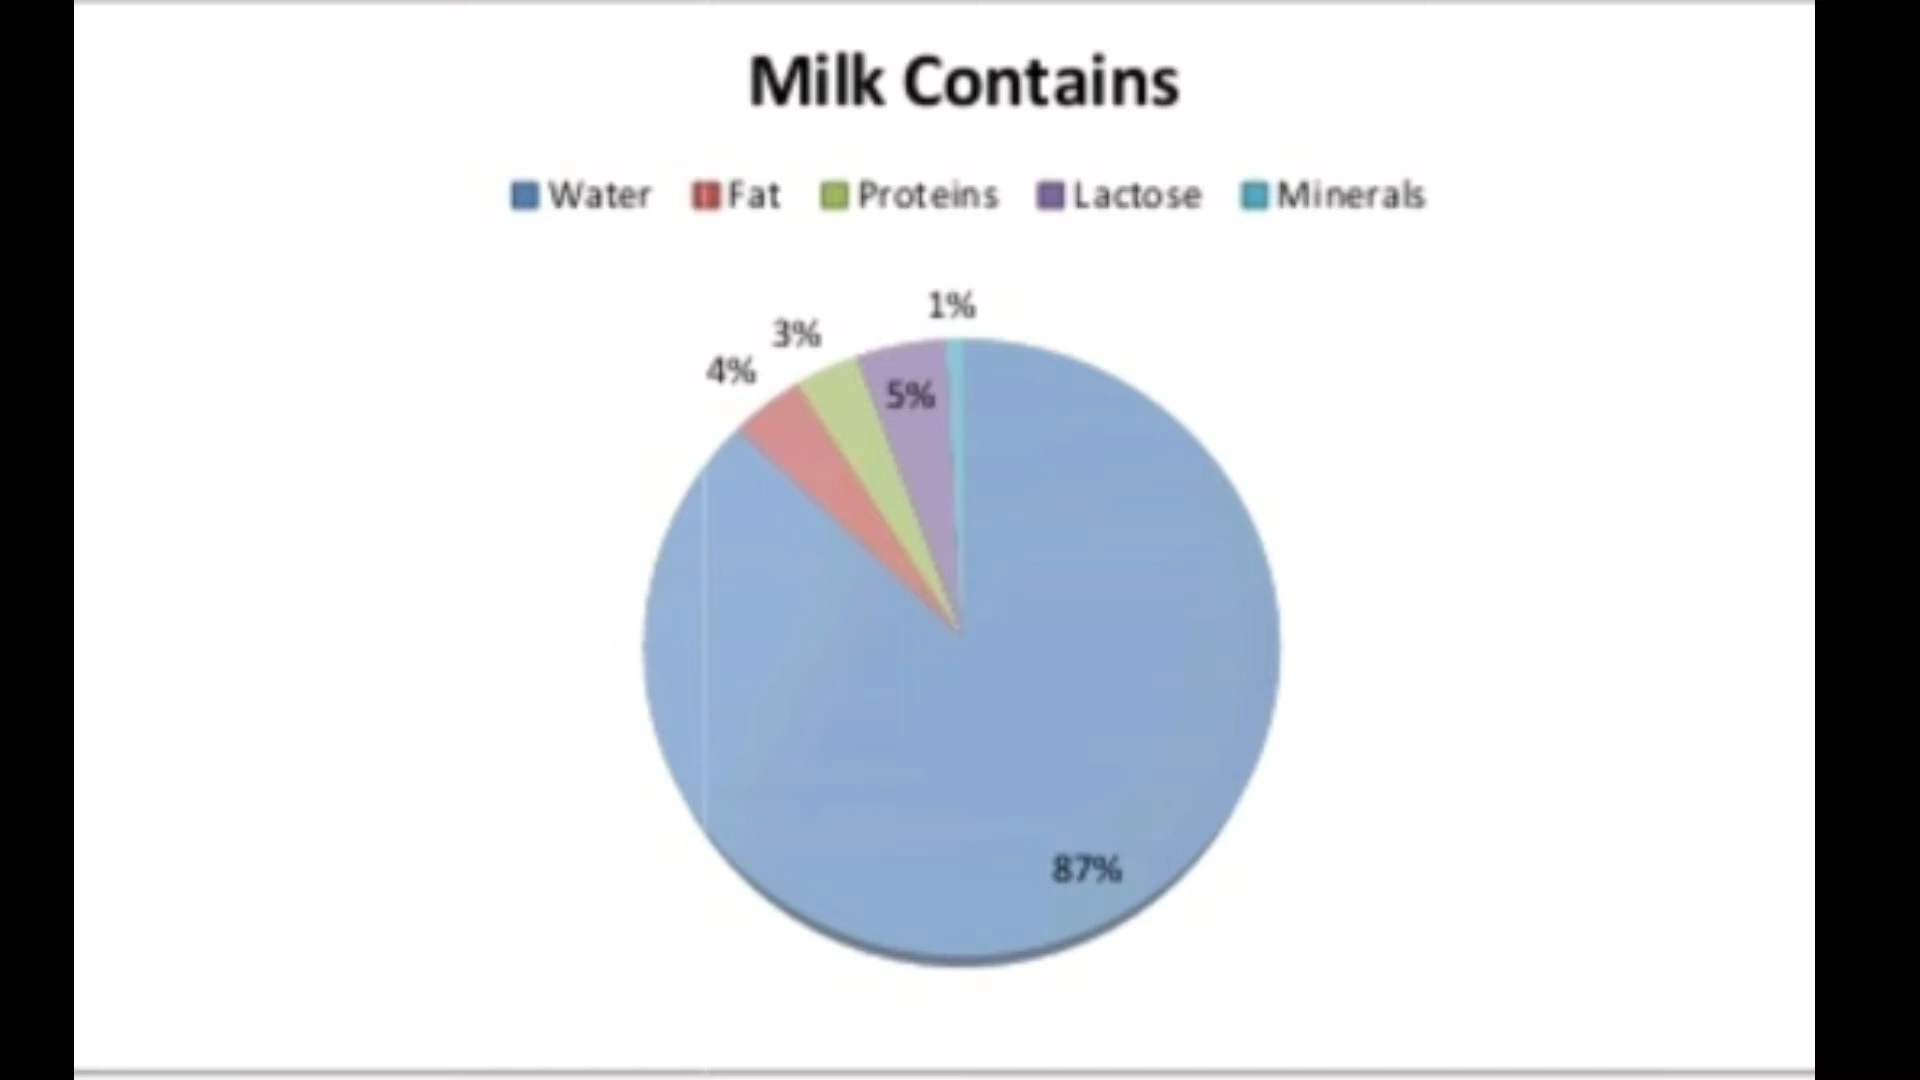 Milk Contains
Water Fat Proteins Lactose Minerals
1%
3%
4%
5%
87%